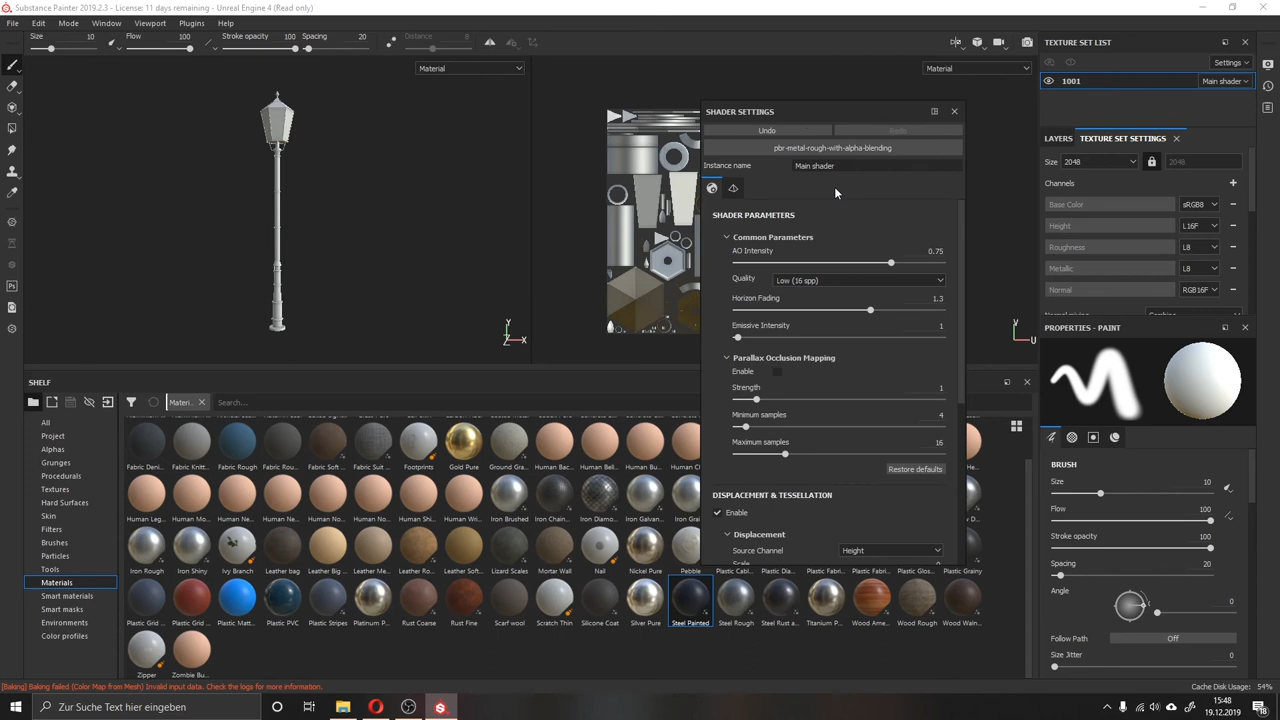 Substance Painter 2019.2.3 - License: 11 days remaining - Unreal Engine 4 (Read only)
File Edit Mode Window Viewport Plugins Help
Size 10 Flow 100 Stroke opacity 100 Spacing 20 Distance 8
Material
Material
TEXTURE SET LIST
Settings
1001 Main shader
LAYERS TEXTURE SET SETTINGS
Size 2048 2048
Channels
Base Color sRGB8
Height L16F
Roughness L8
Metallic L8
Normal RGB16F
SHADER SETTINGS
Undo Redo
pbr-metal-rough-with-alpha-blending
Instance name Main shader
SHADER PARAMETERS
Common Parameters
AO Intensity 0.75
Quality Low (16 spp)
Horizon Fading 1.3
Emissive Intensity 1
Parallax Occlusion Mapping
Enable
Strength 1
Minimum samples 4
Maximum samples 16
Restore defaults
DISPLACEMENT & TESSELLATION
Enable
Displacement
Source Channel Height
Y
X
V
U
PROPERTIES - PAINT
BRUSH
Size 10
Flow 100
Stroke opacity 100
Spacing 20
Angle 0
Follow Path Off
Size Jitter 0
SHELF
Materi... Search...
All
Project
Alphas
Grunges
Procedurals
Textures
Hard Surfaces
Skin
Filters
Brushes
Particles
Tools
Materials
Smart materials
Smart masks
Environments
Color profiles
Fabric Deni... Fabric Knitt... Fabric Rough Fabric Rou... Fabric Soft ... Fabric Suit ... Footprints Gold Pure Ground Gra... Human Bac... Human Bell... Human Bu... Human Ch...
Human Leg... Human Mo... Human Ne... Human Ne... Human No... Human No... Human Shi... Human Wri... Iron Brushed Iron Chain... Iron Diamo... Iron Galvan... Iron Grai...
Iron Rough Iron Shiny Ivy Branch Leather bag Leather Big ... Leather Me... Leather Ro... Leather Soft... Lizard Scales Mortar Wall Nail Nickel Pure Pebble Plastic Cabl... Plastic Dia... Plastic Fabri... Plastic Fabri... Plastic Glos... Plastic Grainy
Plastic Grid ... Plastic Grid ... Plastic Matt... Plastic PVC Plastic Stripes Platinum P... Rust Coarse Rust Fine Scarf wool Scratch Thin Silicone Coat Silver Pure Steel Painted Steel Rough Steel Rust a... Titanium P... Wood Ame... Wood Rough Wood Waln...
Zipper Zombie Bu...
[Baking] Baking failed (Color Map from Mesh) Invalid input data. Check the logs for more information.
Cache Disk Usage: 54%
Zur Suche Text hier eingeben
15:48
19.12.2019
18